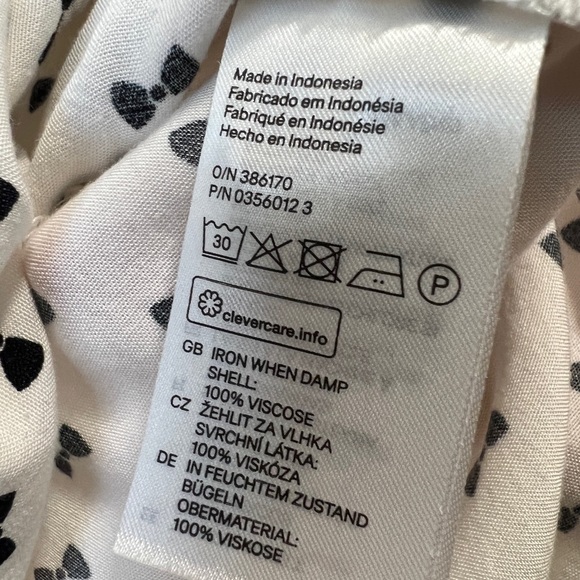 Made in Indonesia
Fabricado em Indonésia
Fabriqué en Indonésie
Hecho en Indonesia
O/N 386170
P/N 0356012 3
30
P
clevercare.info
GB IRON WHEN DAMP
SHELL:
100% VISCOSE
CZ ŽEHLIT ZA VLHKA
SVRCHNÍ LÁTKA:
100% VISKÓZA
DE IN FEUCHTEM ZUSTAND
BÜGELN
OBERMATERIAL:
100% VISKOSE